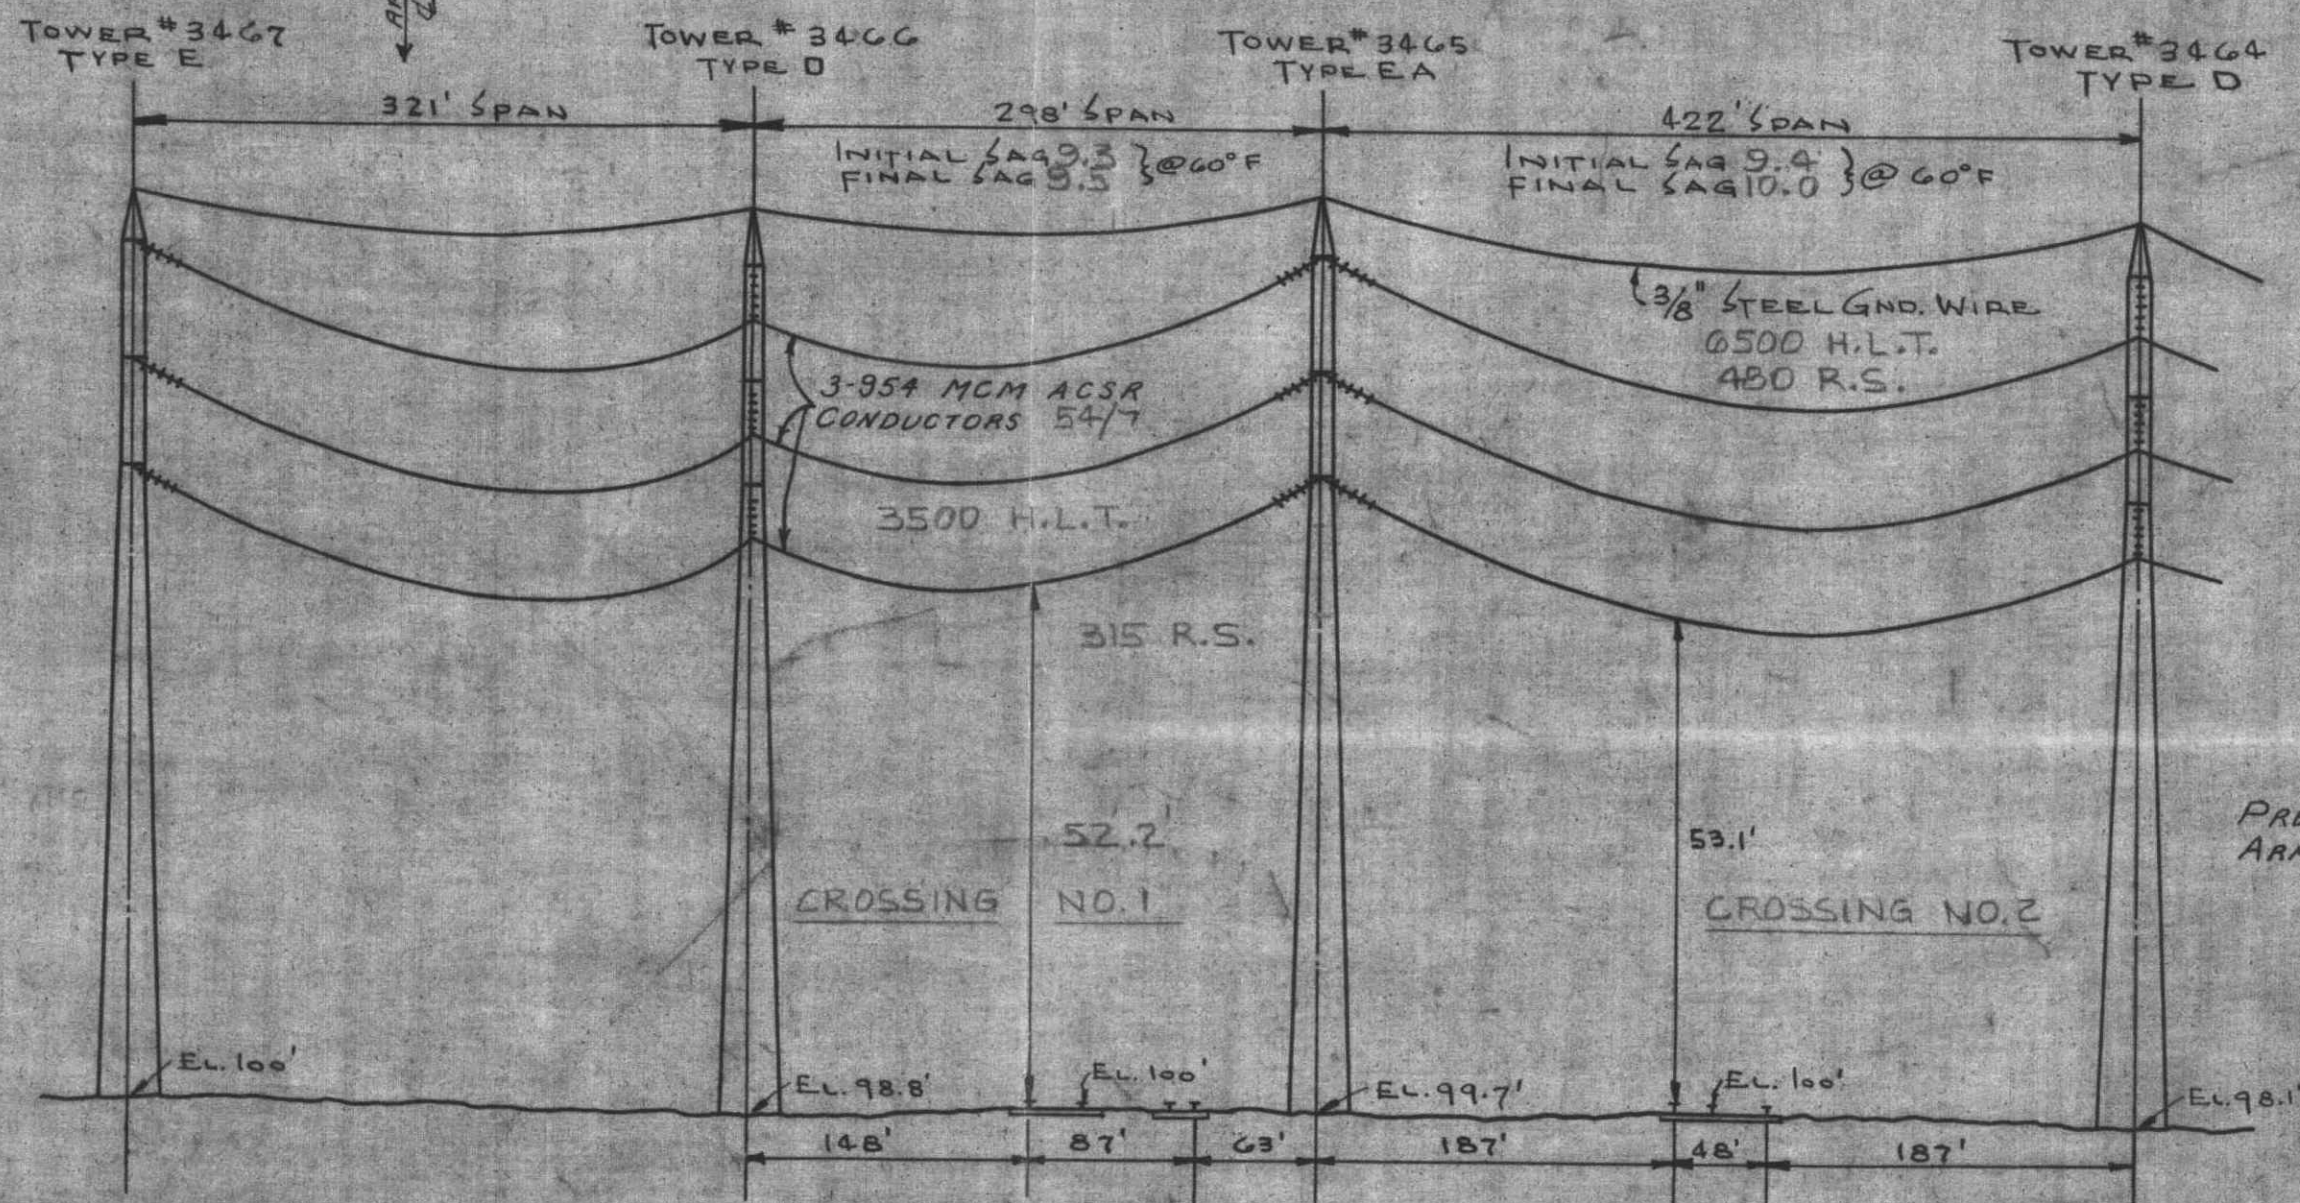 TOWER #3467
TYPE E
TOWER #3466
TYPE D
TOWER #3465
TYPE EA
TOWER #3464
TYPE D
321' SPAN
298' SPAN
422' SPAN
INITIAL SAG 9.3
FINAL SAG 9.5 } @ 60°F
INITIAL SAG 9.4
FINAL SAG 10.0 } @ 60°F
3/8" STEEL GND. WIRE
6500 H.L.T.
480 R.S.
3-954 MCM ACSR
CONDUCTORS 54/7
3500 H.L.T.
315 R.S.
52.2'
53.1'
CROSSING NO. 1
CROSSING NO. 2
EL. 100'
EL. 98.8'
EL. 100'
EL. 99.7'
EL. 100'
EL. 98.1'
148'
87'
63'
187'
48'
187'